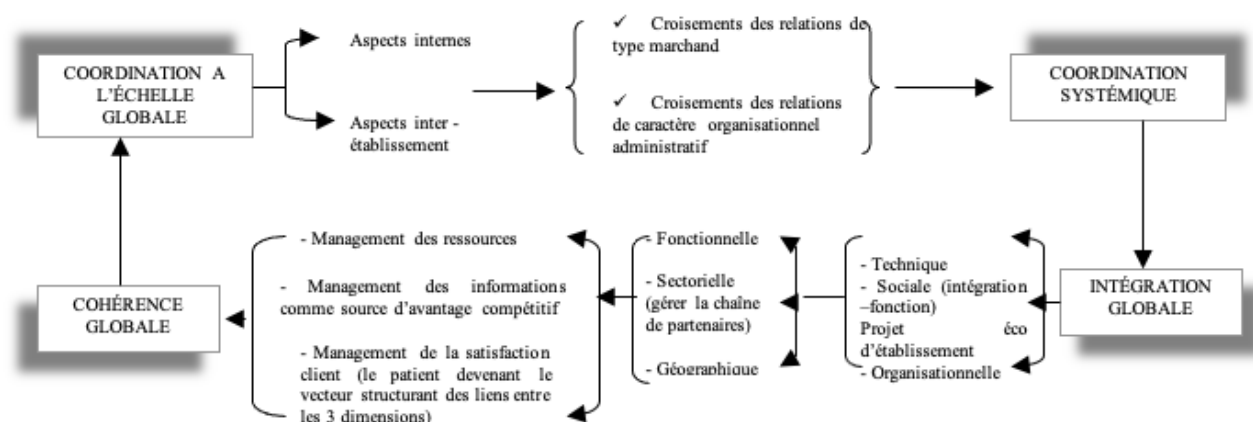 COORDINATION A
L'ÉCHELLE
GLOBALE
Aspects internes
Aspects inter -
établissement
✓ Croisements des relations de
type marchand
✓ Croisements des relations
de caractère organisationnel
administratif
COORDINATION
SYSTÉMIQUE
INTÉGRATION
GLOBALE
- Technique
- Sociale (intégration
–fonction)
Projet éco
d'établissement
- Organisationnelle
- Fonctionnelle
- Sectorielle
(gérer la chaîne
de partenaires)
- Géographique
- Management des ressources
- Management des informations
comme source d'avantage compétitif
- Management de la satisfaction
client (le patient devenant le
vecteur structurant des liens entre
les 3 dimensions)
COHÉRENCE
GLOBALE